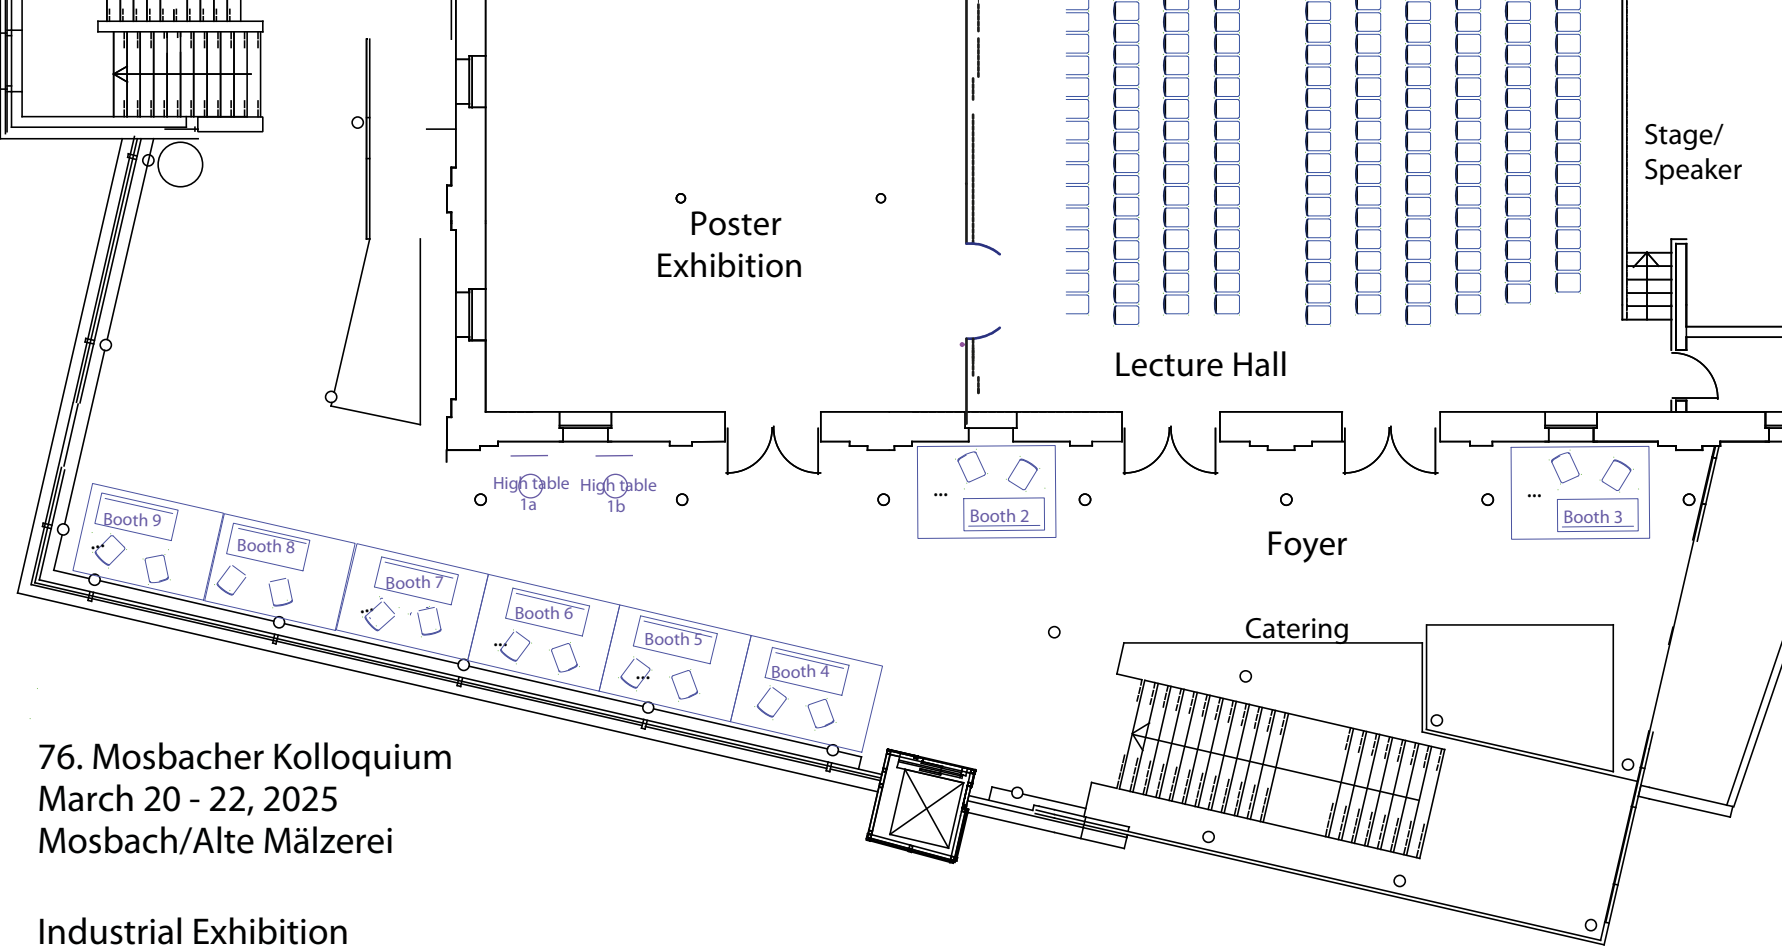 Stage/
Speaker
Poster
Exhibition
Lecture Hall
High table
1a
High table
1b
Booth 2
Booth 3
Booth 9
Booth 8
Booth 7
Booth 6
Booth 5
Booth 4
Foyer
Catering
76. Mosbacher Kolloquium
March 20 - 22, 2025
Mosbach/Alte Mälzerei
Industrial Exhibition